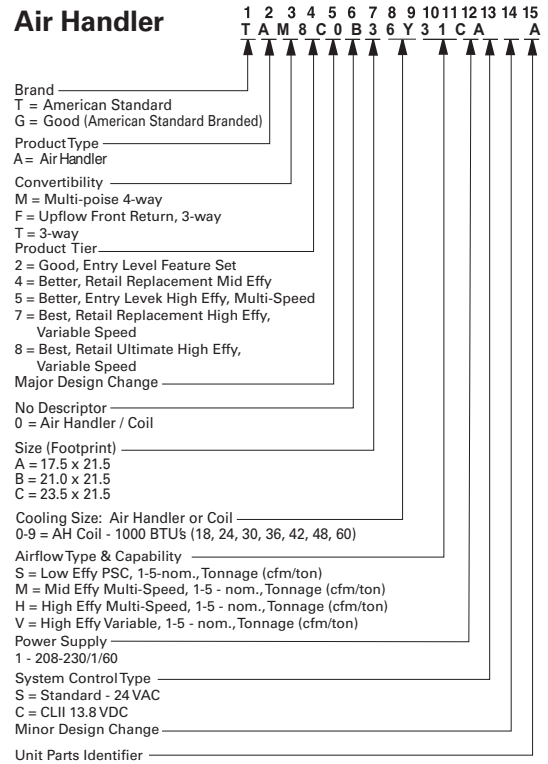 Air Handler
1 2 3 4 5 6 7 8 9 10 11 12 13 14 15
T A M 8 C 0 B 3 6 Y 3 1 C A A
Brand
T = American Standard
G = Good (American Standard Branded)
Product Type
A = Air Handler
Convertibility
M = Multi-poise 4-way
F = Upflow Front Return, 3-way
T = 3-way
Product Tier
2 = Good, Entry Level Feature Set
4 = Better, Retail Replacement Mid Effy
5 = Better, Entry Levek High Effy, Multi-Speed
7 = Best, Retail Replacement High Effy,
Variable Speed
8 = Best, Retail Ultimate High Effy,
Variable Speed
Major Design Change
No Descriptor
0 = Air Handler / Coil
Size (Footprint)
A = 17.5 x 21.5
B = 21.0 x 21.5
C = 23.5 x 21.5
Cooling Size: Air Handler or Coil
0-9 = AH Coil - 1000 BTU's (18, 24, 30, 36, 42, 48, 60)
Airflow Type & Capability
S = Low Effy PSC, 1-5-nom., Tonnage (cfm/ton)
M = Mid Effy Multi-Speed, 1-5 - nom., Tonnage (cfm/ton)
H = High Effy Multi-Speed, 1-5 - nom., Tonnage (cfm/ton)
V = High Effy Variable, 1-5 - nom., Tonnage (cfm/ton)
Power Supply
1 - 208-230/1/60
System Control Type
S = Standard - 24 VAC
C = CLII 13.8 VDC
Minor Design Change
Unit Parts Identifier